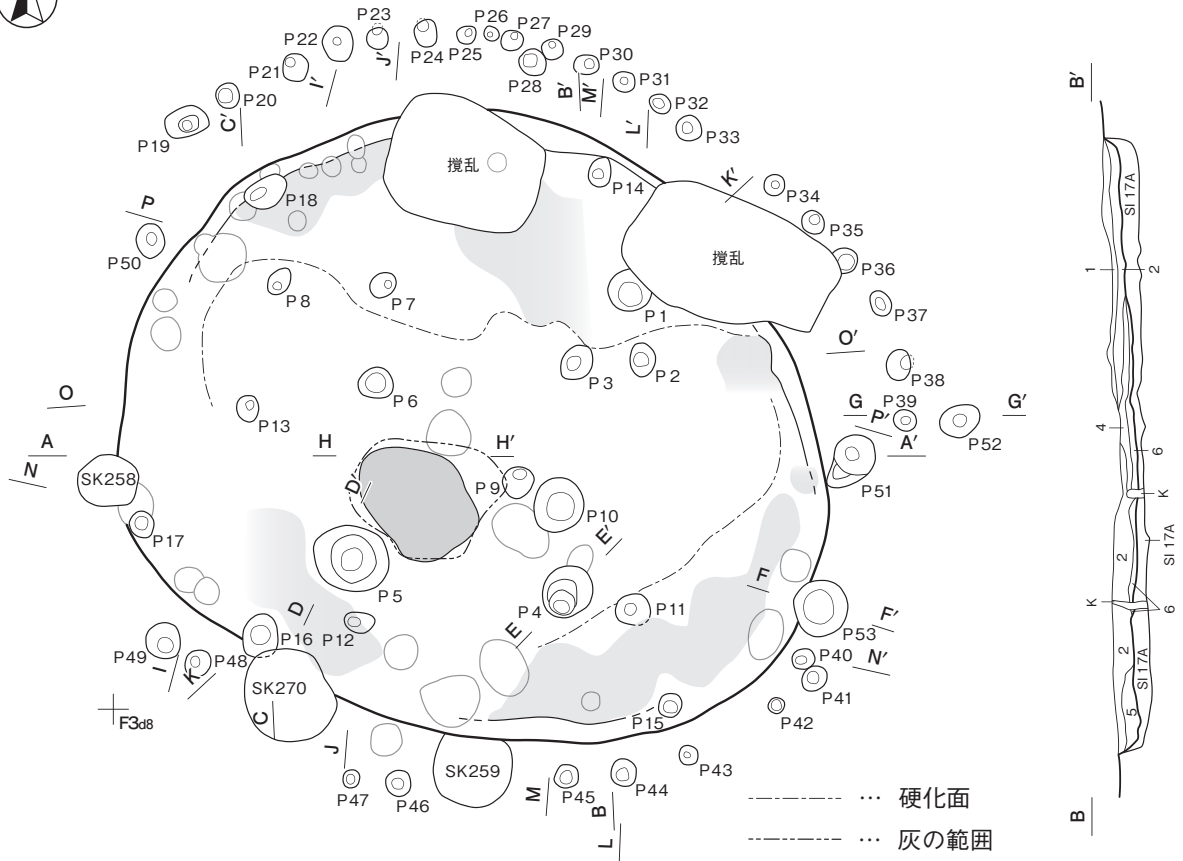 P23
P26
P27
P22
P29
P24
P25
P30
P21
I'
J'
P28
B'
M'
P31
P20
C'
P32
L'
P19
P33
撹乱
P14
K'
P34
P18
P
P35
P50
撹乱
P36
P8
P7
P1
P37
O'
P3
P2
P38
O
P6
G
P39
G'
P13
P'
P52
A
H
H'
A'
N
SK258
D'
P9
P51
P10
P17
E'
P5
F
D
P4
P11
F'
P12
P53
E
P49
I
K
P48
P16
P40
N'
SK270
P41
C
F3d8
P15
P42
J
P43
SK259
P47
P46
M
P45
B
P44
L
… 硬化面
… 灰の範囲
B'
SI 17A
1
2
4
6
K
SI 17A
2
K
6
2
SI 17A
5
B